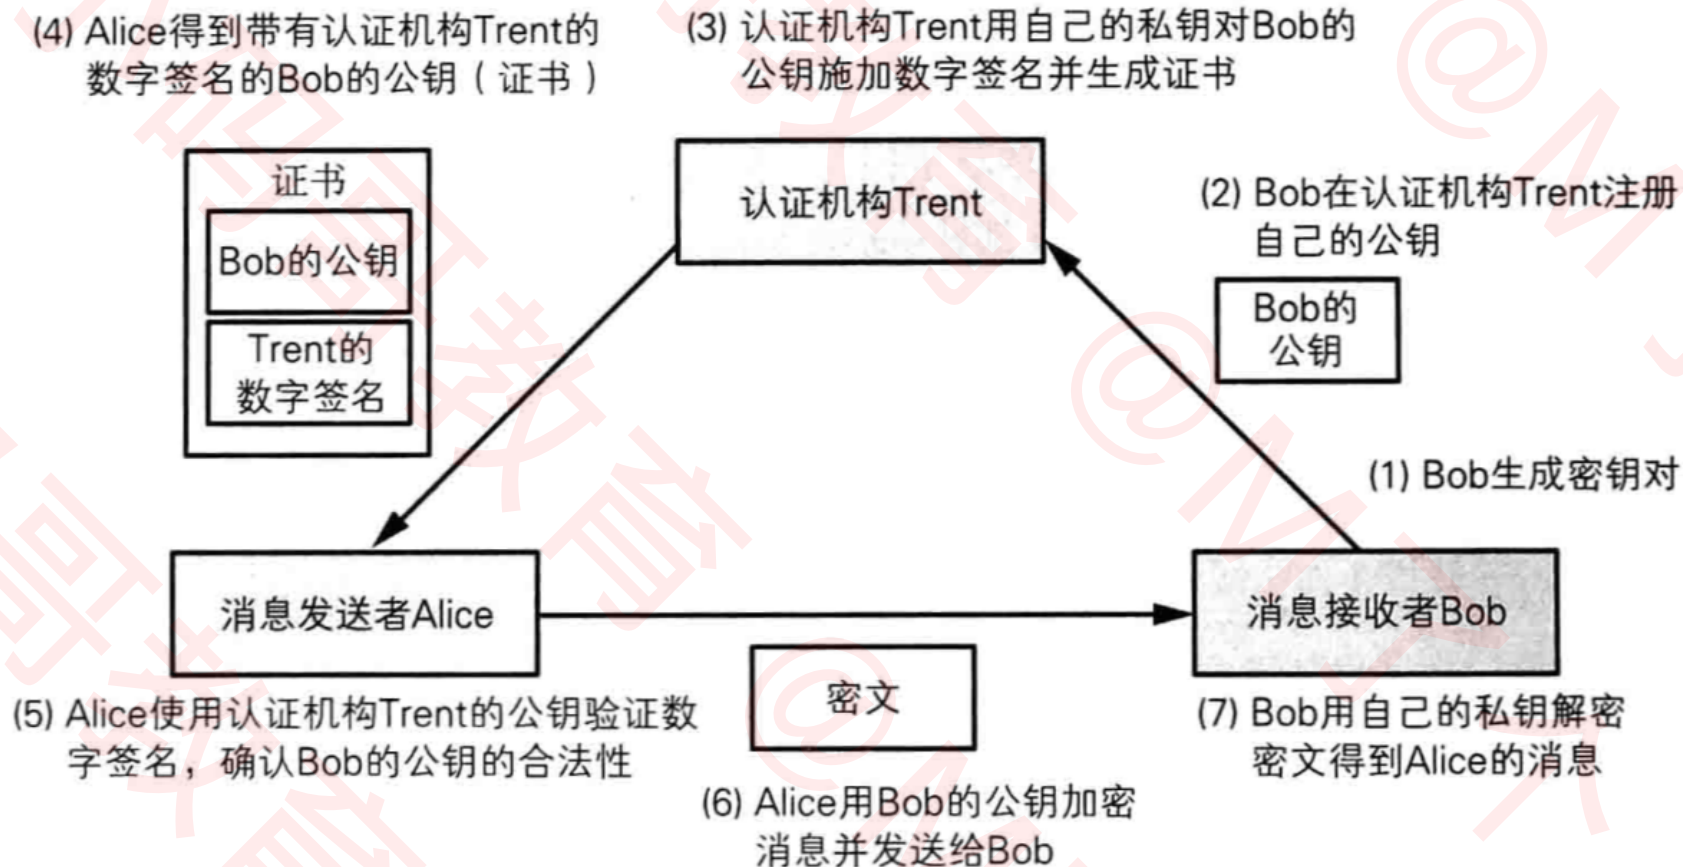 (4) Alice得到带有认证机构Trent的
数字签名的Bob的公钥（证书）
(3) 认证机构Trent用自己的私钥对Bob的
公钥施加数字签名并生成证书
证书
Bob的公钥
Trent的
数字签名
认证机构Trent
(2) Bob在认证机构Trent注册
自己的公钥
Bob的
公钥
(1) Bob生成密钥对
消息发送者Alice
消息接收者Bob
(5) Alice使用认证机构Trent的公钥验证数
字签名，确认Bob的公钥的合法性
密文
(6) Alice用Bob的公钥加密
消息并发送给Bob
(7) Bob用自己的私钥解密
密文得到Alice的消息